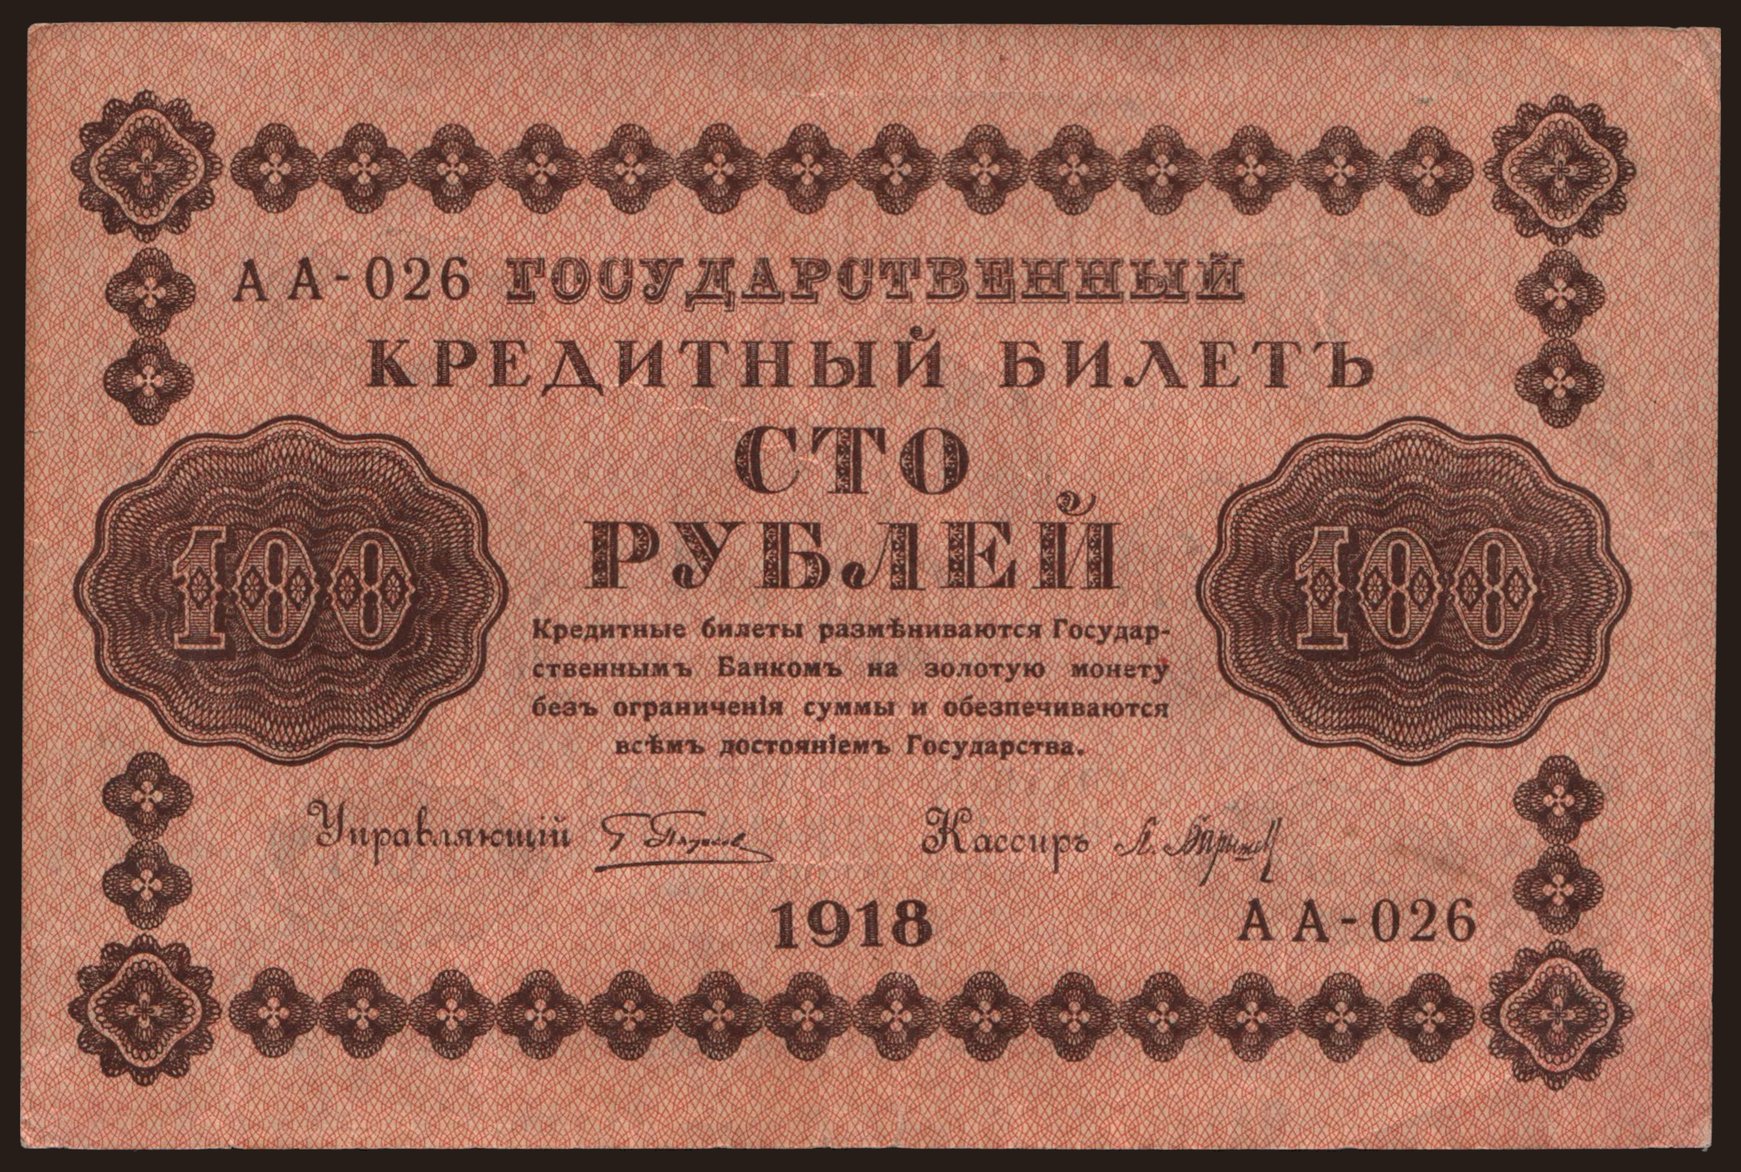 АА-026 ГОСУДАРСТВЕННЫЙ
КРЕДИТНЫЙ БИЛЕТЪ
СТО
РУБЛЕЙ
100 100
Кредитные билеты размѣниваются Государ-
ственнымъ Банкомъ на золотую монету
безъ ограниченія суммы и обезпечиваются
всѣмъ достояніемъ Государства.
Управляющій Кассиръ
1918 АА-026